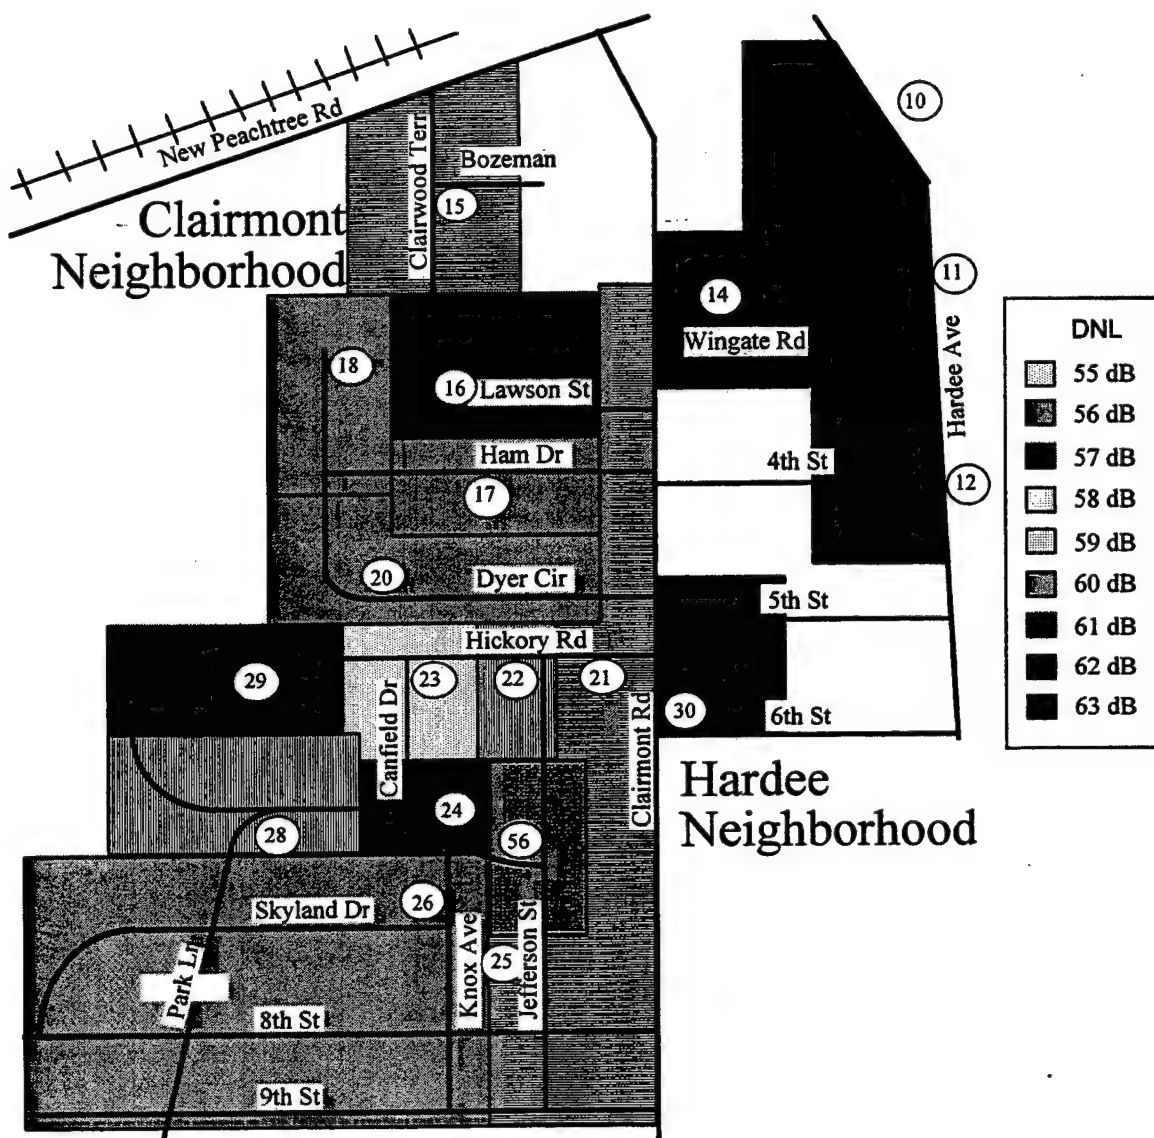 New Peachtree Rd
Clairwood Terr
Bozeman
10
15
Clairmont
Neighborhood
11
14
Wingate Rd
Hardee Ave
18
16
Lawson St
Ham Dr
17
4th St
12
20
Dyer Cir
5th St
Hickory Rd
29
Canfield Dr
23
22
21
Clairmont Rd
30
6th St
Hardee
Neighborhood
24
28
56
26
Skyland Dr
Park Ln
Knox Ave
25
Jefferson St
8th St
9th St
DNL
55 dB
56 dB
57 dB
58 dB
59 dB
60 dB
61 dB
62 dB
63 dB